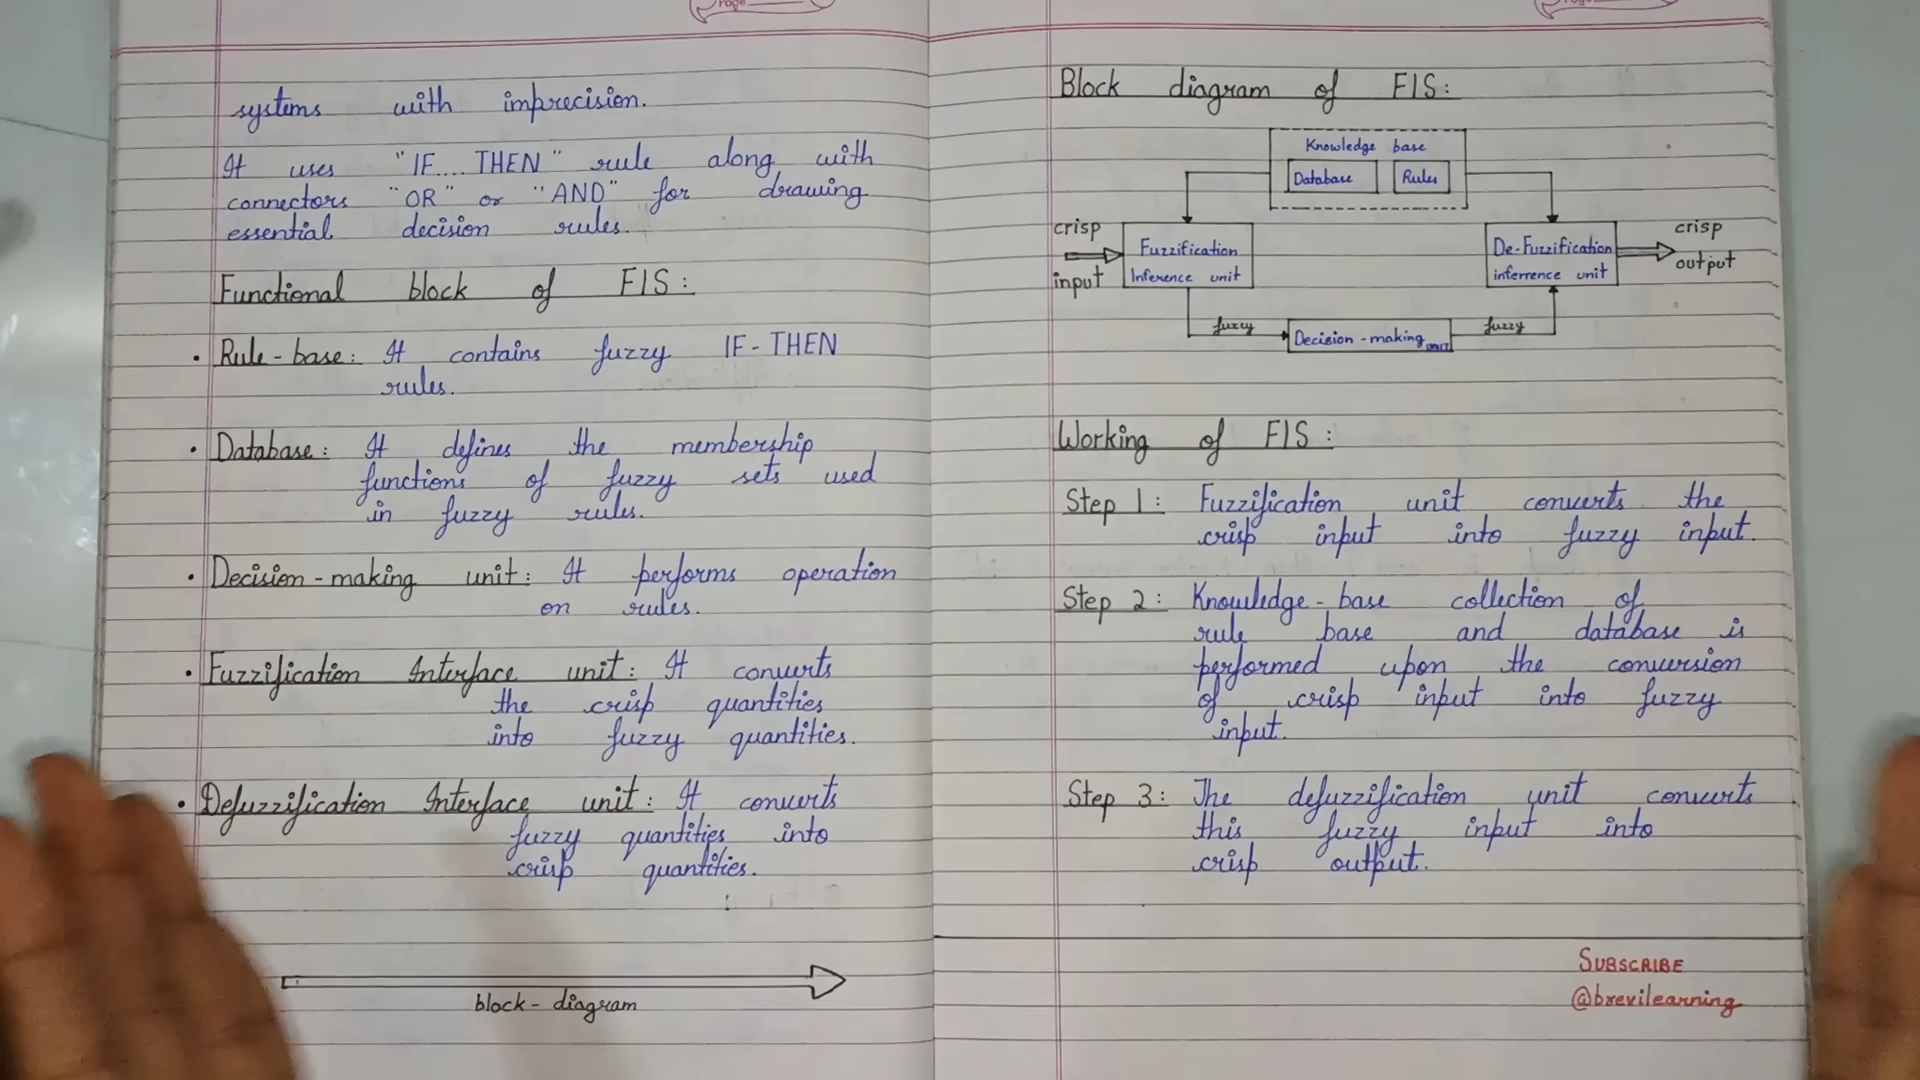 Page
systems with imprecision.
It uses "IF....THEN" rule along with
connectors "OR" or "AND" for drawing
essential decision rules.
Functional block of FIS:
• Rule-base: It contains fuzzy IF-THEN
rules.
• Database: It defines the membership
functions of fuzzy sets used
in fuzzy rules.
• Decision-making unit: It performs operation
on rules.
• Fuzzification Interface unit: It converts
the crisp quantities
into fuzzy quantities.
• Defuzzification Interface unit: It converts
fuzzy quantities into
crisp quantities.
block-diagram
Block diagram of FIS:
Knowledge base
Database Rules
crisp
input
Fuzzification
Inference unit
De-Fuzzification
inferrence unit
crisp
output
fuzzy
Decision-making
unit
fuzzy
Working of FIS:
Step 1: Fuzzification unit converts the
crisp input into fuzzy input.
Step 2: Knowledge-base collection of
rule base and database is
performed upon the conversion
of crisp input into fuzzy
input.
Step 3: The defuzzification unit converts
this fuzzy input into
crisp output.
SUBSCRIBE
@brevilearning